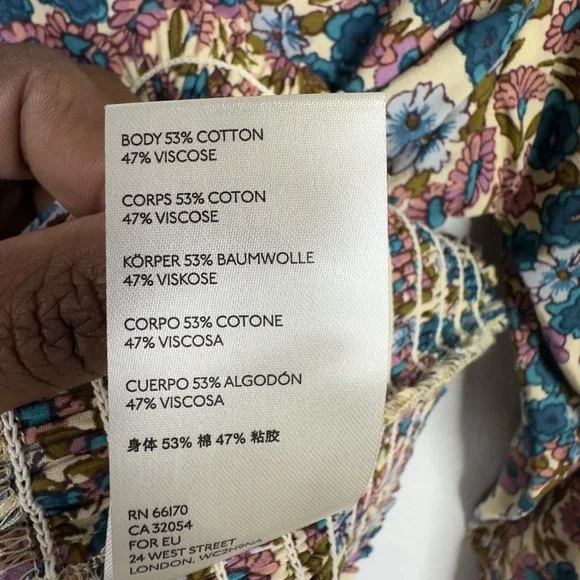 BODY 53% COTTON
47% VISCOSE
CORPS 53% COTON
47% VISCOSE
KÖRPER 53% BAUMWOLLE
47% VISKOSE
CORPO 53% COTONE
47% VISCOSA
CUERPO 53% ALGODÓN
47% VISCOSA
身体 53% 棉 47% 粘胶
RN 66170
CA 32054
FOR EU
24 WEST STREET
LONDON,